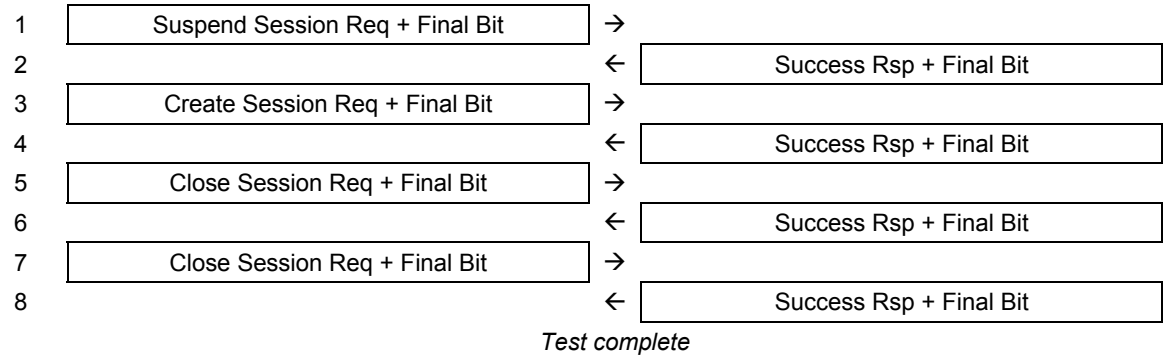 1 Suspend Session Req + Final Bit →
2 ← Success Rsp + Final Bit
3 Create Session Req + Final Bit →
4 ← Success Rsp + Final Bit
5 Close Session Req + Final Bit →
6 ← Success Rsp + Final Bit
7 Close Session Req + Final Bit →
8 ← Success Rsp + Final Bit
Test complete